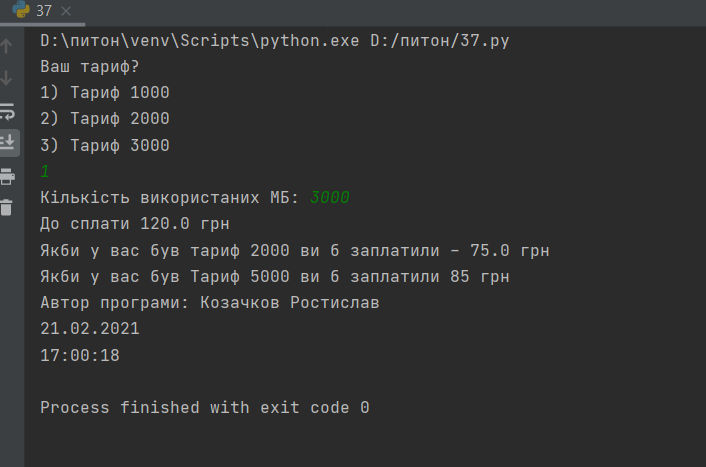 37
D:\питон\venv\Scripts\python.exe D:/питон/37.py
Ваш тариф?
1) Тариф 1000
2) Тариф 2000
3) Тариф 3000
1
Кількість використаних МБ: 3000
До сплати 120.0 грн
Якби у вас був тариф 2000 ви б заплатили – 75.0 грн
Якби у вас був Тариф 5000 ви б заплатили 85 грн
Автор програми: Козачков Ростислав
21.02.2021
17:00:18
Process finished with exit code 0